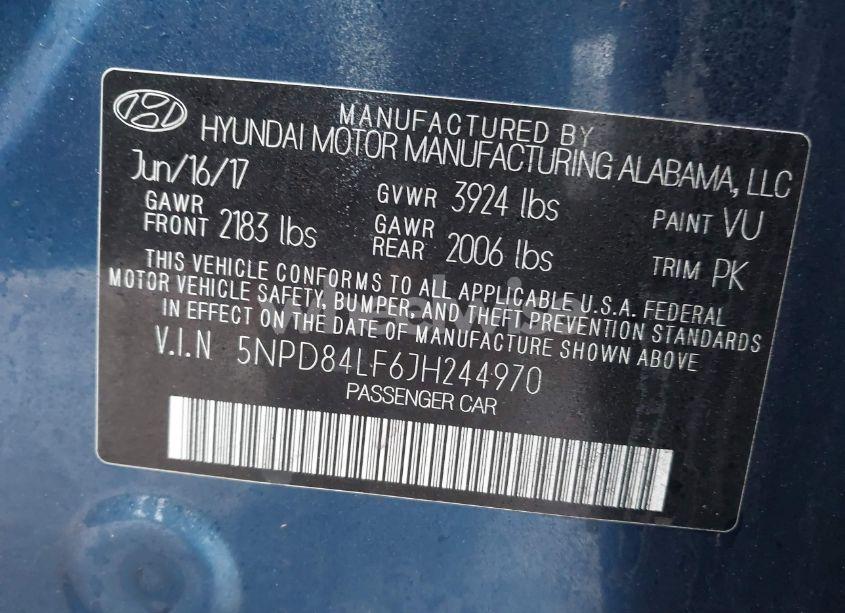 MANUFACTURED BY
HYUNDAI MOTOR MANUFACTURING ALABAMA, LLC
Jun/16/17
GAWR FRONT 2183 lbs
GVWR 3924 lbs
GAWR REAR 2006 lbs
PAINT VU
TRIM PK
THIS VEHICLE CONFORMS TO ALL APPLICABLE U.S.A. FEDERAL
MOTOR VEHICLE SAFETY, BUMPER, AND THEFT PREVENTION STANDARDS
IN EFFECT ON THE DATE OF MANUFACTURE SHOWN ABOVE
V.I.N 5NPD84LF6JH244970
PASSENGER CAR